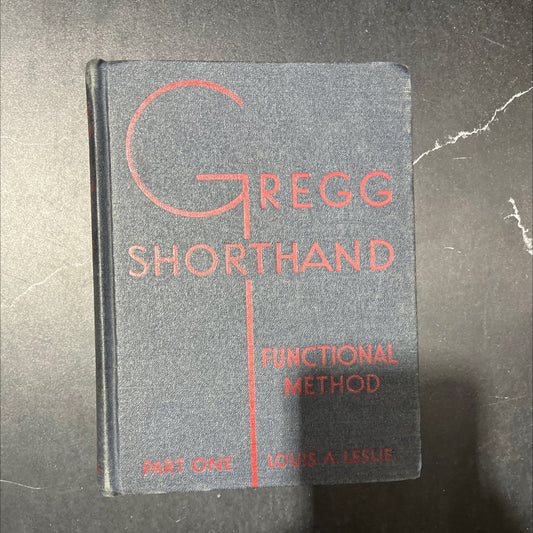 GREGG
SHORTHAND
FUNCTIONAL
METHOD
PART ONE
LOUIS A. LESLIE